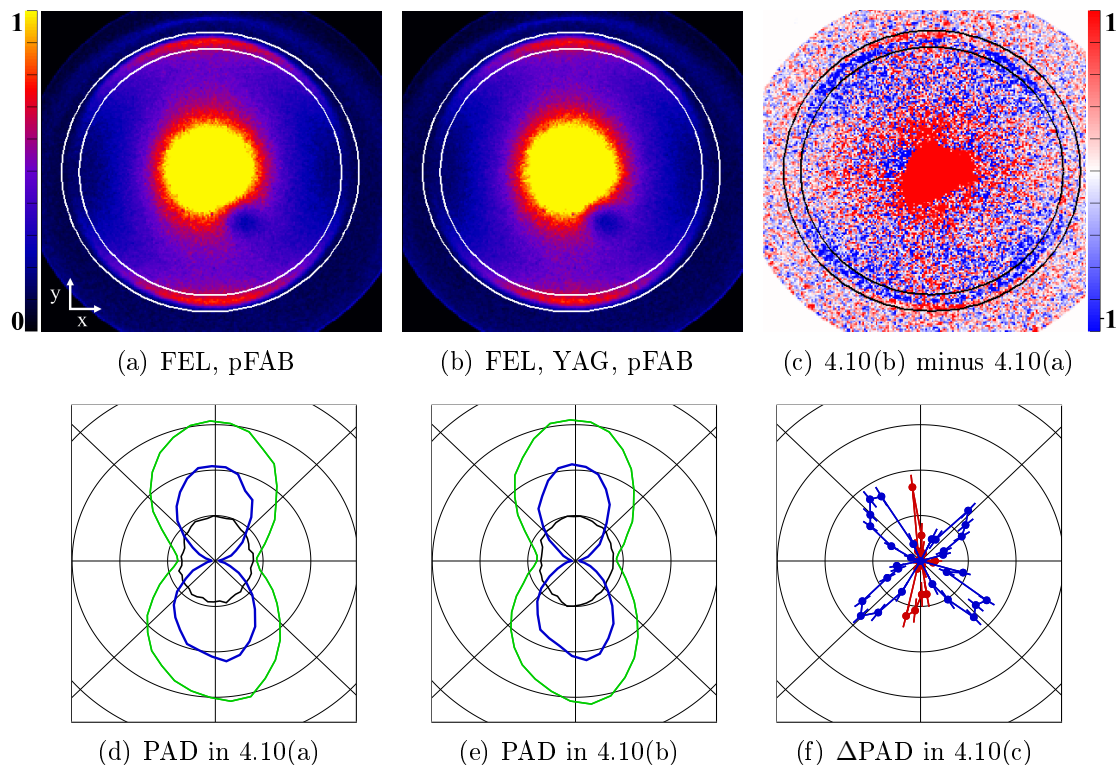 1
1
y
x
0
1
(a) FEL, pFAB
(b) FEL, YAG, pFAB
(c) 4.10(b) minus 4.10(a)
(d) PAD in 4.10(a)
(e) PAD in 4.10(b)
(f) ΔPAD in 4.10(c)